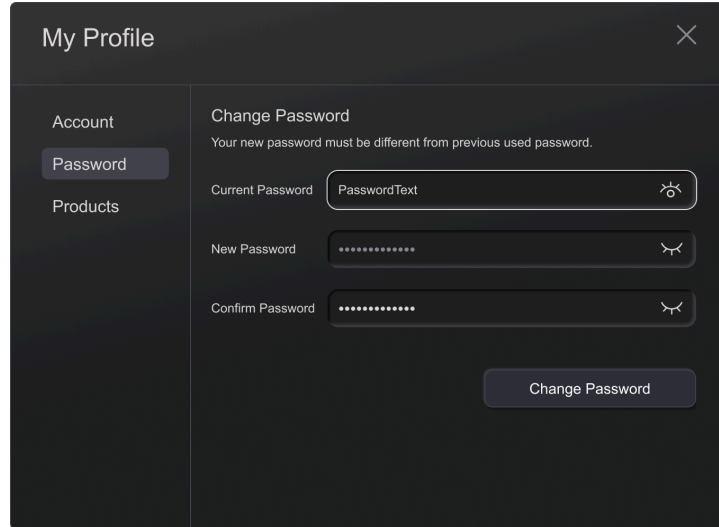 My Profile
Account
Password
Products
Change Password
Your new password must be different from previous used password.
Current Password
PasswordText
New Password
•••••••••••••
Confirm Password
•••••••••••••
Change Password